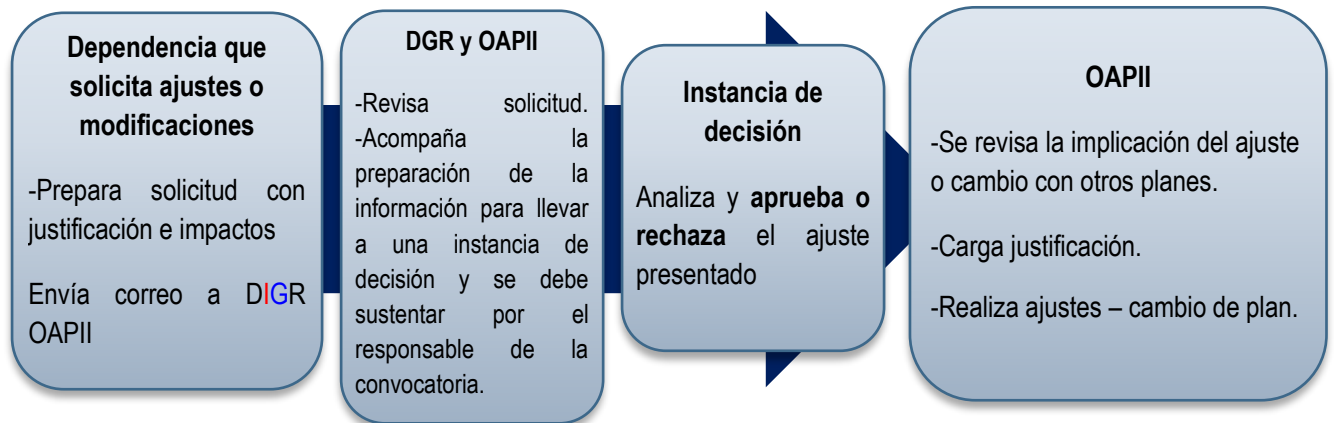 Dependencia que
solicita ajustes o
modificaciones
-Prepara solicitud con
justificación e impactos
Envía correo a DIGR
OAPII
DGR y OAPII
-Revisa solicitud.
-Acompaña la
preparación de la
información para llevar
a una instancia de
decisión y se debe
sustentar por el
responsable de la
convocatoria.
Instancia de
decisión
Analiza y aprueba o
rechaza el ajuste
presentado
OAPII
-Se revisa la implicación del ajuste
o cambio con otros planes.
-Carga justificación.
-Realiza ajustes – cambio de plan.